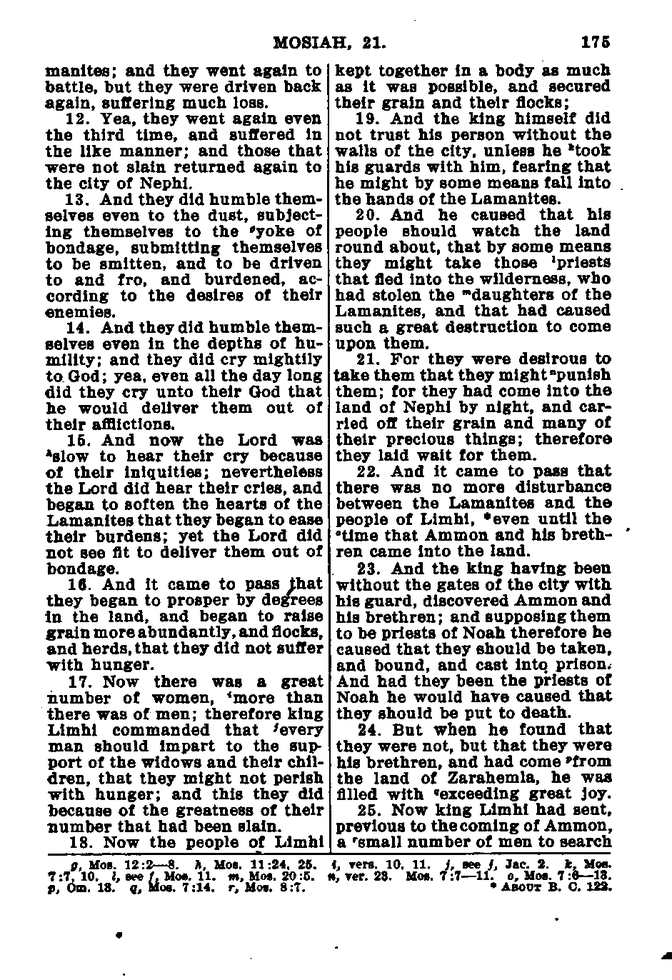 MOSIAH, 21. 175
manites; and they went again to
battle, but they were driven back
again, suffering much loss.
12. Yea, they went again even
the third time, and suffered in
the like manner; and those that
were not slain returned again to
the city of Nephi.
13. And they did humble them-
selves even to the dust, subject-
ing themselves to the gyoke of
bondage, submitting themselves
to be smitten, and to be driven
to and fro, and burdened, ac-
cording to the desires of their
enemies.
14. And they did humble them-
selves even in the depths of hu-
mility; and they did cry mightily
to God; yea, even all the day long
did they cry unto their God that
he would deliver them out of
their afflictions.
15. And now the Lord was
hslow to hear their cry because
of their iniquities; nevertheless
the Lord did hear their cries, and
began to soften the hearts of the
Lamanites that they began to ease
their burdens; yet the Lord did
not see fit to deliver them out of
bondage.
16. And it came to pass that
they began to prosper by degrees
in the land, and began to raise
grain more abundantly, and flocks,
and herds, that they did not suffer
with hunger.
17. Now there was a great
number of women, imore than
there was of men; therefore king
Limhi commanded that jevery
man should impart to the sup-
port of the widows and their chil-
dren, that they might not perish
with hunger; and this they did
because of the greatness of their
number that had been slain.
18. Now the people of Limhi
kept together in a body as much
as it was possible, and secured
their grain and their flocks;
19. And the king himself did
not trust his person without the
walls of the city, unless he ktook
his guards with him, fearing that
he might by some means fall into
the hands of the Lamanites.
20. And he caused that his
people should watch the land
round about, that by some means
they might take those lpriests
that fled into the wilderness, who
had stolen the mdaughters of the
Lamanites, and that had caused
such a great destruction to come
upon them.
21. For they were desirous to
take them that they might npunish
them; for they had come into the
land of Nephi by night, and car-
ried off their grain and many of
their precious things; therefore
they laid wait for them.
22. And it came to pass that
there was no more disturbance
between the Lamanites and the
people of Limhi, *even until the
otime that Ammon and his breth-
ren came into the land.
23. And the king having been
without the gates of the city with
his guard, discovered Ammon and
his brethren; and supposing them
to be priests of Noah therefore he
caused that they should be taken,
and bound, and cast into prison.
And had they been the priests of
Noah he would have caused that
they should be put to death.
24. But when he found that
they were not, but that they were
his brethren, and had come pfrom
the land of Zarahemla, he was
filled with qexceeding great joy.
25. Now king Limhi had sent,
previous to the coming of Ammon,
a rsmall number of men to search
g, Mos. 12:2—8. h, Mos. 11:24, 25. i, vers. 10, 11. j, see j, Jac. 2. k, Mos.
7:7, 10. l, see f, Mos. 11. m, Mos. 20:5. n, ver. 23. Mos. 7:7—11. o, Mos. 7:6—13.
p, Om. 13. q, Mos. 7:14. r, Mos. 8:7. * ABOUT B. C. 122.